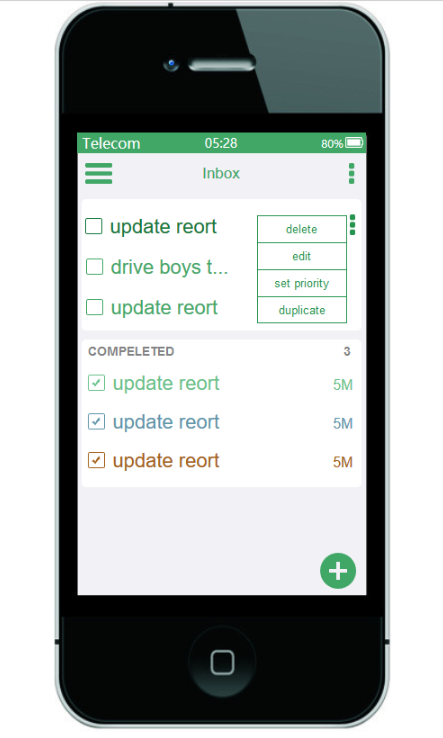 Telecom 05:28 80%
Inbox
update reort
delete
drive boys t...
edit
set priority
update reort
duplicate
COMPELETED 3
update reort 5M
update reort 5M
update reort 5M